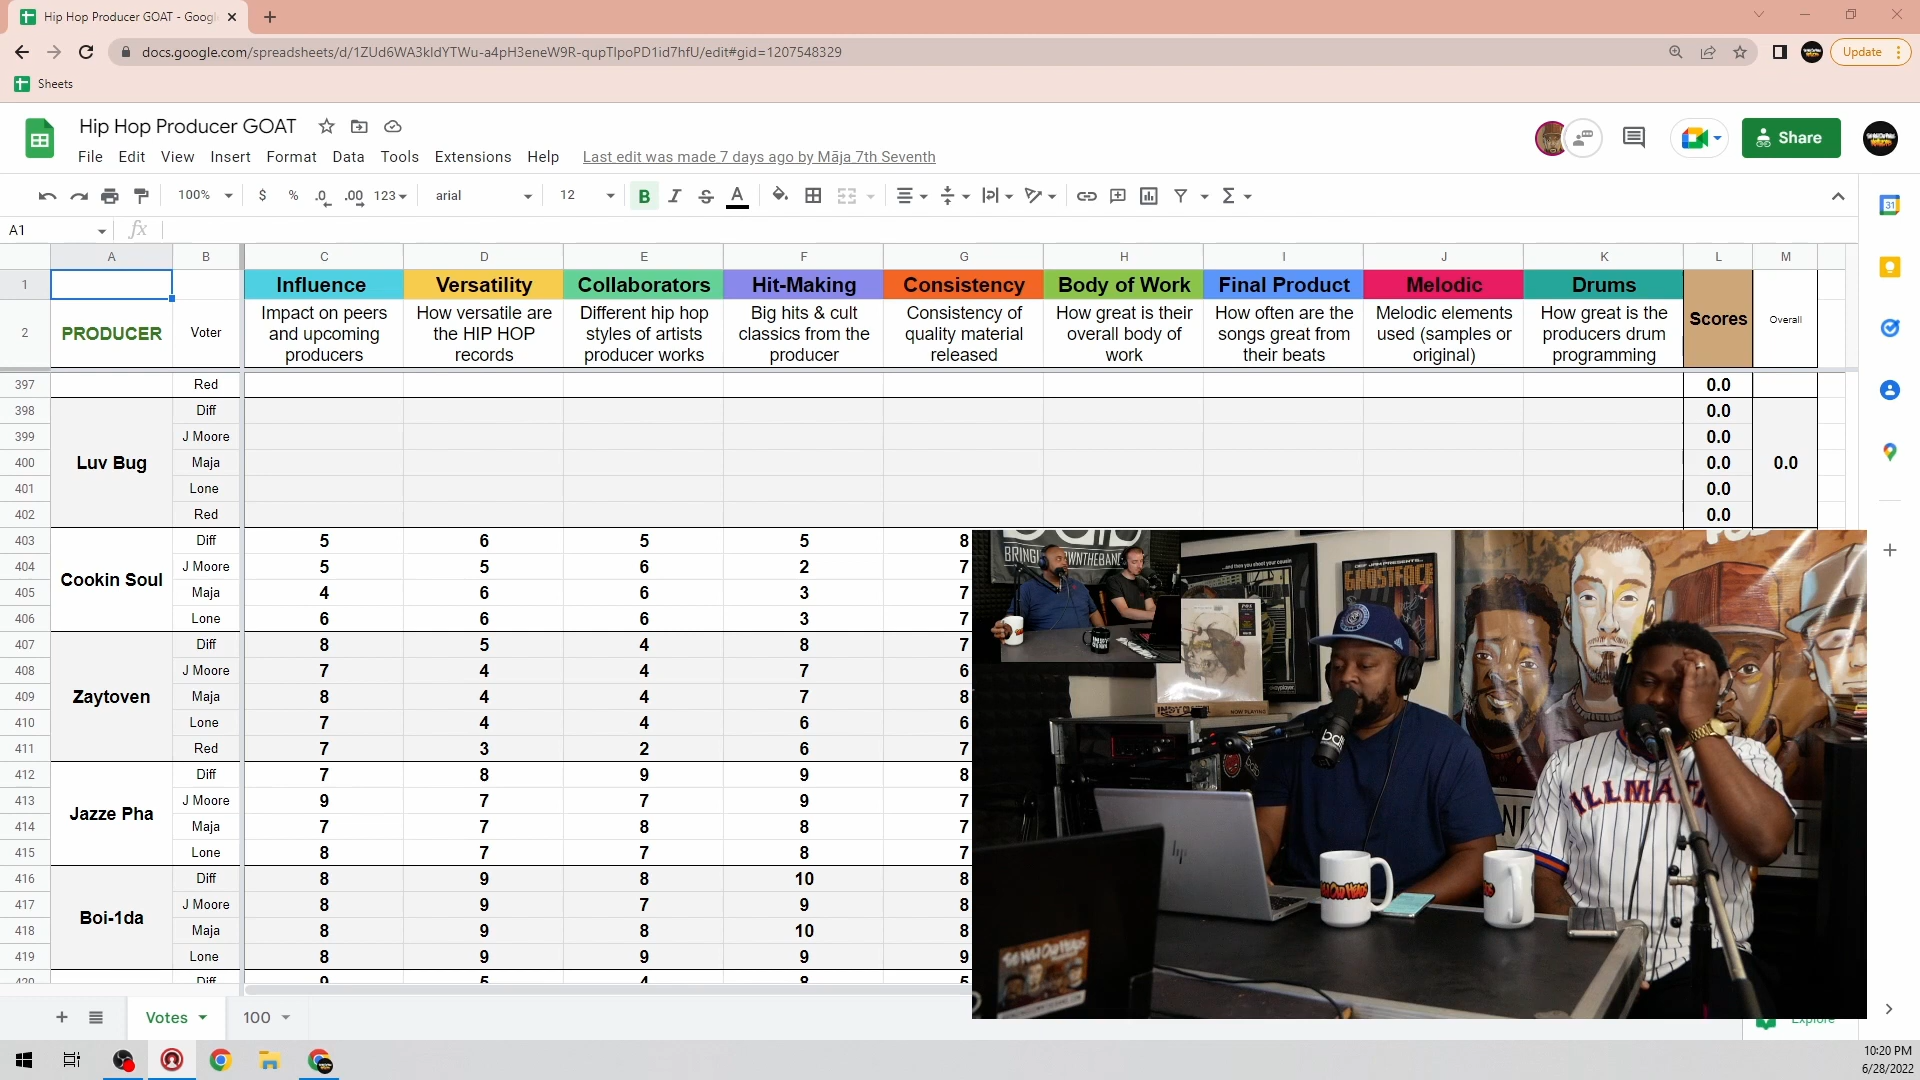 Hip Hop Producer GOAT - Googl
docs.google.com/spreadsheets/d/1ZUd6WA3kIdYTWu-a4pH3eneW9R-qupTIpoPD1id7hfU/edit#gid=1207548329
Update
Sheets
Hip Hop Producer GOAT
File Edit View Insert Format Data Tools Extensions Help Last edit was made 7 days ago by Māja 7th Seventh
Share
100% $ % .0 .00 123 arial 12 B I S A
A1 fx
A B C D E F G H I J K L M
1 Influence Versatility Collaborators Hit-Making Consistency Body of Work Final Product Melodic Drums
2 PRODUCER Voter Scores Overall
Impact on peers and upcoming producers
How versatile are the HIP HOP records
Different hip hop styles of artists producer works
Big hits & cult classics from the producer
Consistency of quality material released
How great is their overall body of work
How often are the songs great from their beats
Melodic elements used (samples or original)
How great is the producers drum programming
397 Red 0.0
398 Diff 0.0
399 J Moore 0.0
400 Luv Bug Maja 0.0 0.0
401 Lone 0.0
402 Red 0.0
403 Diff 5 6 5 5 8
404 J Moore 5 5 6 2 7
Cookin Soul
405 Maja 4 6 6 3 7
406 Lone 6 6 6 3 7
407 Diff 8 5 4 8 7
408 J Moore 7 4 4 7 6
409 Zaytoven Maja 8 4 4 7 8
410 Lone 7 4 4 6 6
411 Red 7 3 2 6 7
412 Diff 7 8 9 9 8
413 J Moore 9 7 7 9 7
Jazze Pha
414 Maja 7 7 8 8 7
415 Lone 8 7 7 8 7
416 Diff 8 9 8 10 8
417 J Moore 8 9 7 9 8
Boi-1da
418 Maja 8 9 8 10 8
419 Lone 8 9 9 9 9
420 Diff 9 5 4 8 5
GHOSTFACE
bdtb
ILLMA
hp
Votes 100
Explore
10:20 PM
6/28/2022